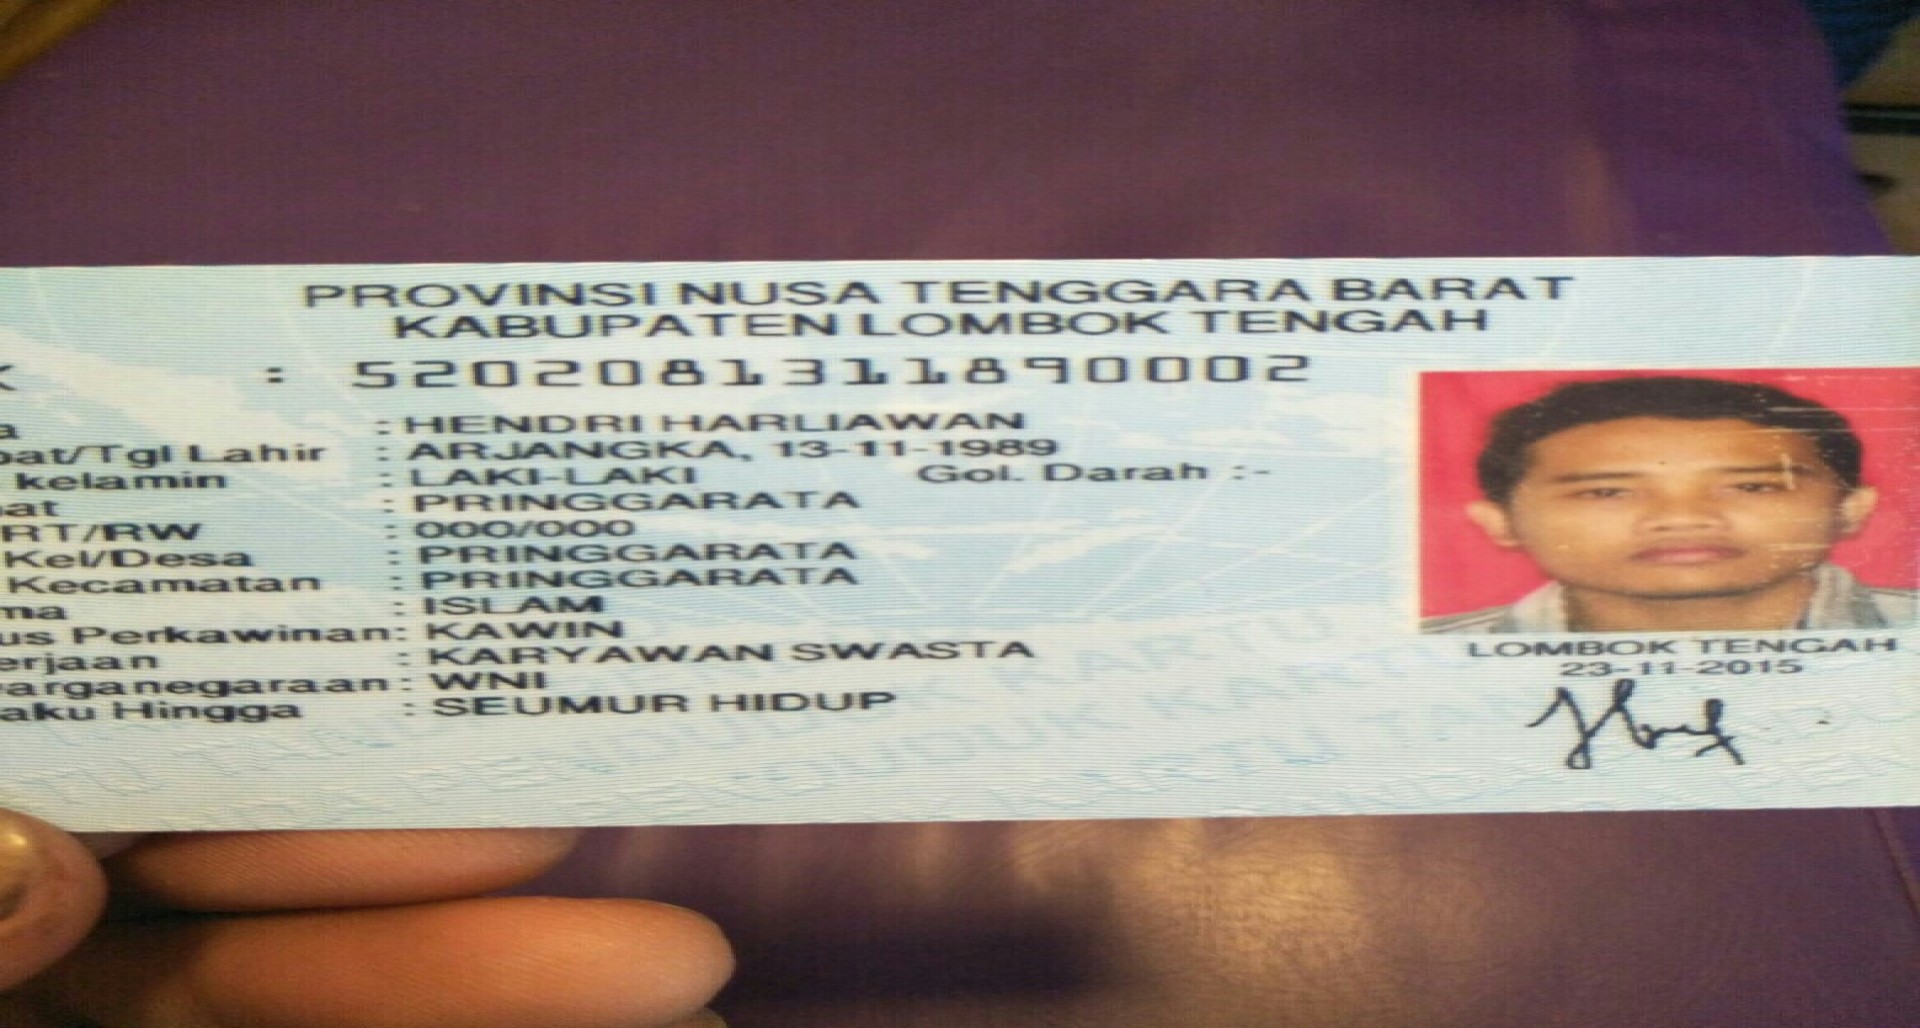 PROVINSI NUSA TENGGARA BARAT
KABUPATEN LOMBOK TENGAH
K : 5202081311890002
a : HENDRI HARLIAWAN
pat/Tgl Lahir : ARJANGKA, 13-11-1989
kelamin : LAKI-LAKI Gol. Darah : -
at : PRINGGARATA
RT/RW : 000/000
Kel/Desa : PRINGGARATA
Kecamatan : PRINGGARATA
ma : ISLAM
us Perkawinan: KAWIN
erjaan : KARYAWAN SWASTA
arganegaraan: WNI
aku Hingga : SEUMUR HIDUP
LOMBOK TENGAH
23-11-2015